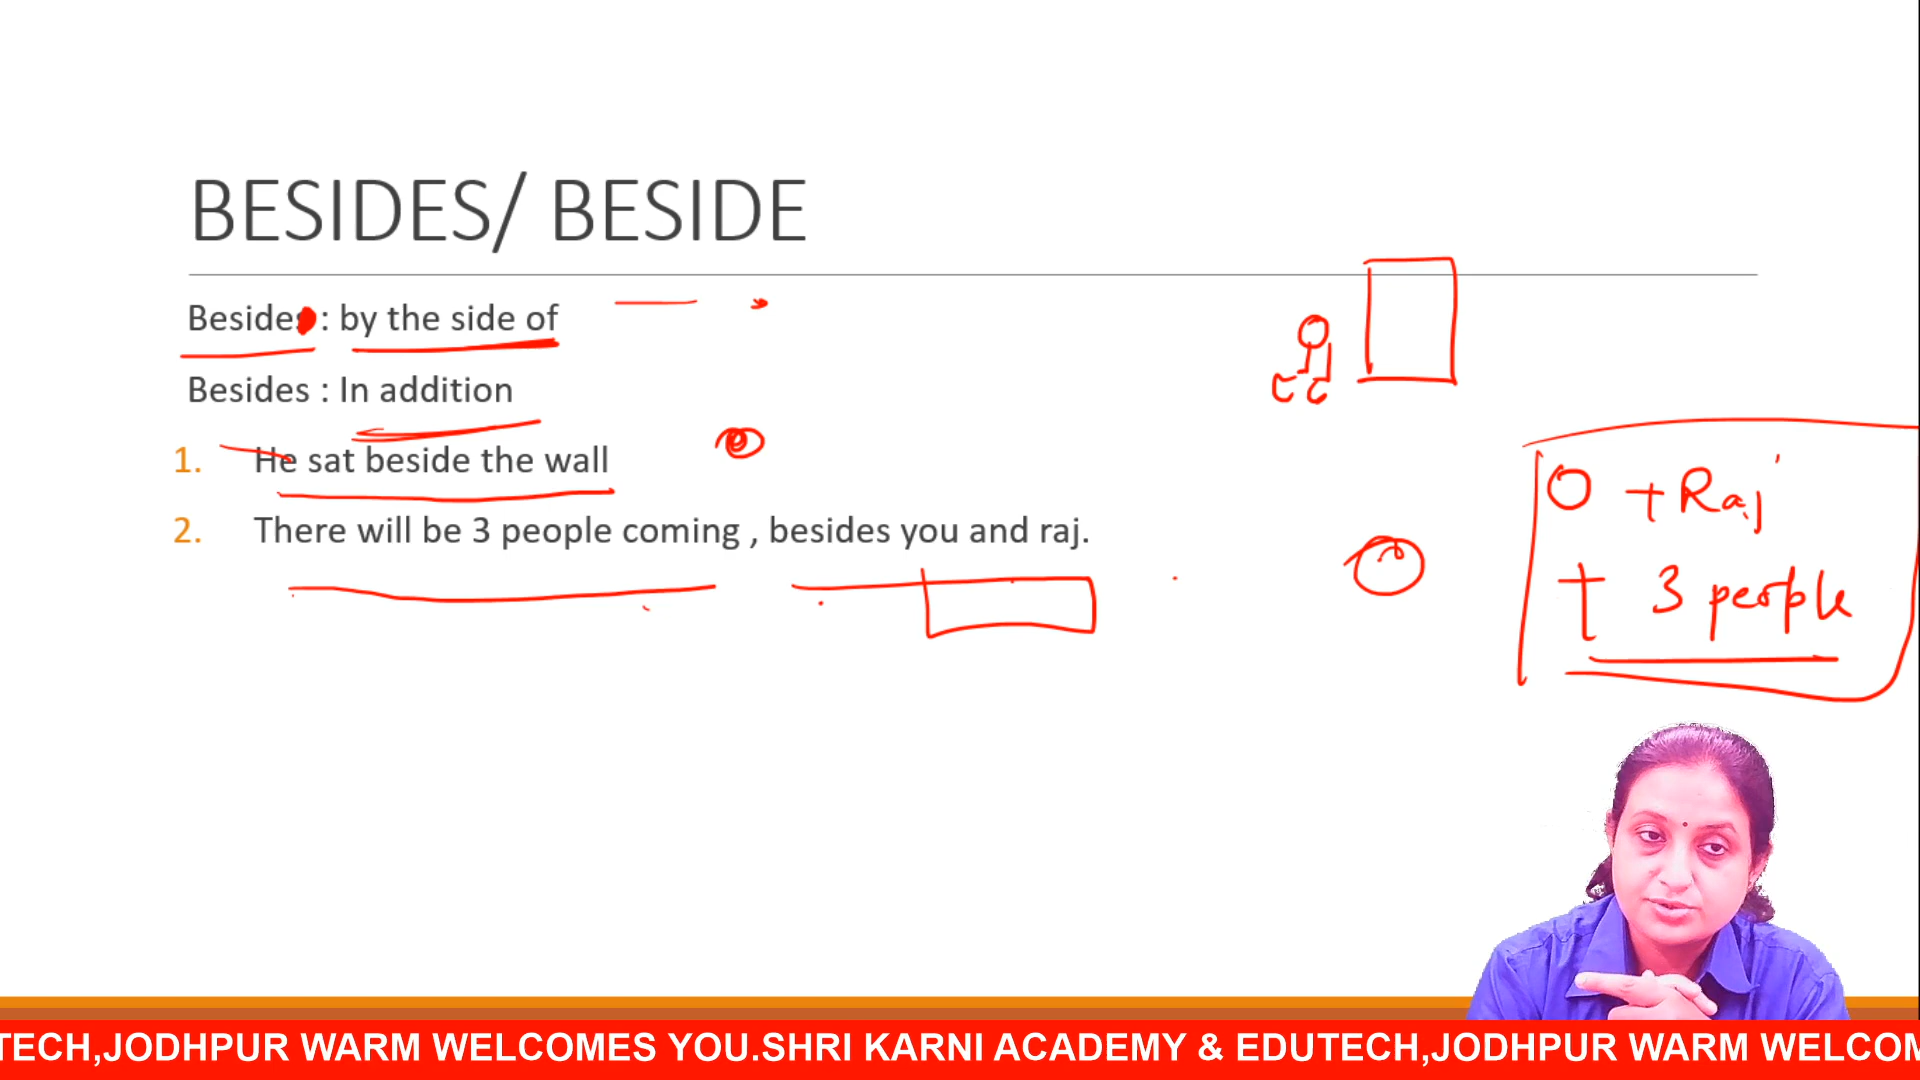 BESIDES/ BESIDE
Besides : by the side of
Besides : In addition
1. He sat beside the wall
2. There will be 3 people coming , besides you and raj.
+ Raj
+ 3 people
TECH,JODHPUR WARM WELCOMES YOU.SHRI KARNI ACADEMY & EDUTECH,JODHPUR WARM WELCOM